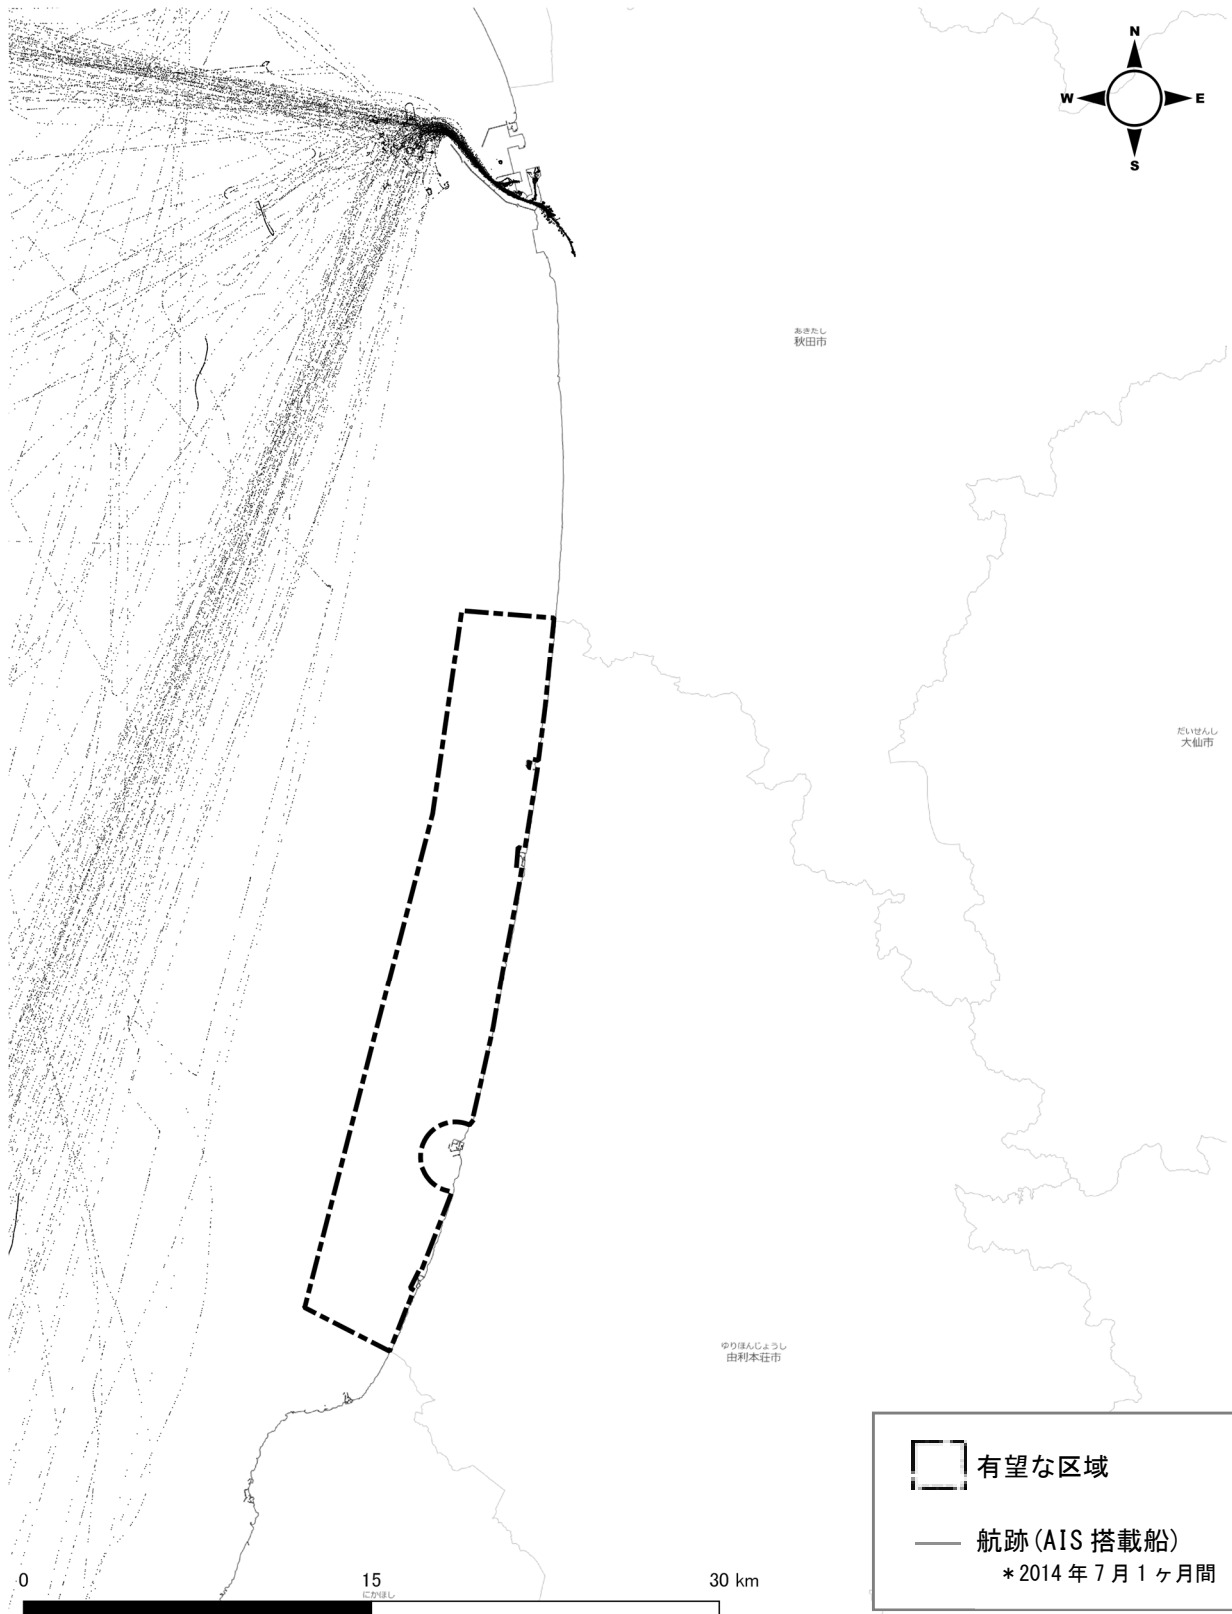 N
W
E
S
あきたし
秋田市
だいせんし
大仙市
ゆりほんじょうし
由利本荘市
有望な区域
航跡(AIS 搭載船)
*2014 年 7 月 1 ヶ月間
0 15 30 km
にかほし